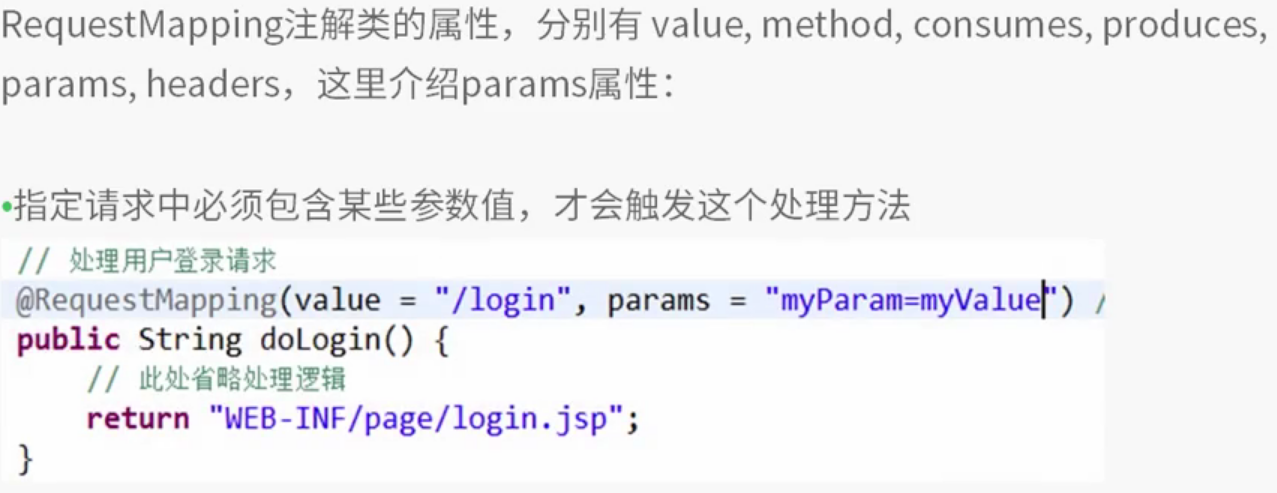 RequestMapping注解类的属性，分别有 value, method, consumes, produces,
params, headers，这里介绍params属性：
•指定请求中必须包含某些参数值，才会触发这个处理方法
// 处理用户登录请求
@RequestMapping(value = "/login", params = "myParam=myValue") /
public String doLogin() {
// 此处省略处理逻辑
return "WEB-INF/page/login.jsp";
}